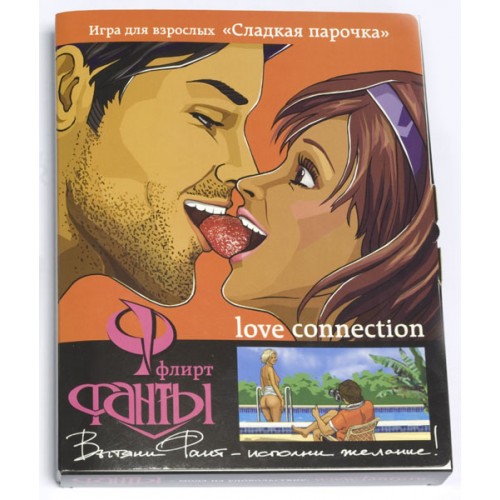 Игра для взрослых «Сладкая парочка»
love connection
флирт
фанты
Вытяни Фант – исполни желание!